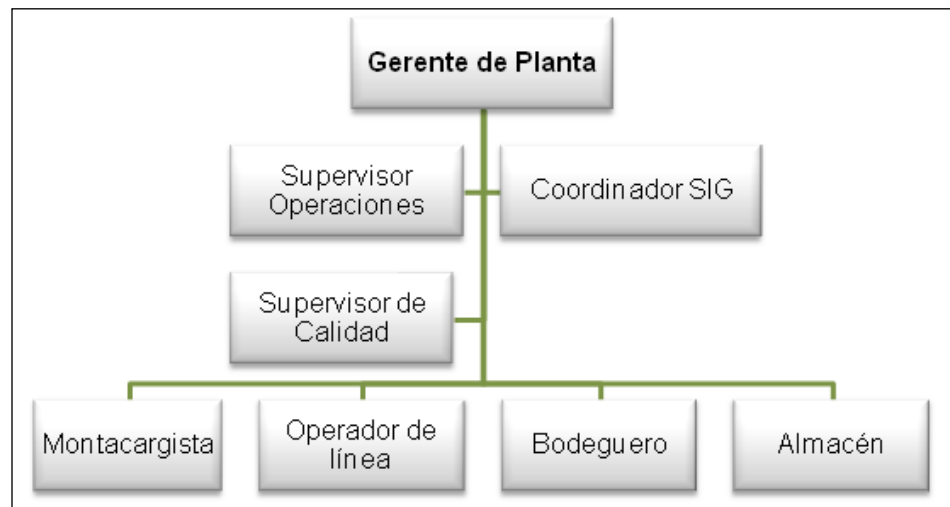 Gerente de Planta
Supervisor
Operaciones
Coordinador SIG
Supervisor de
Calidad
Montacargista
Operador de
línea
Bodeguero
Almacén